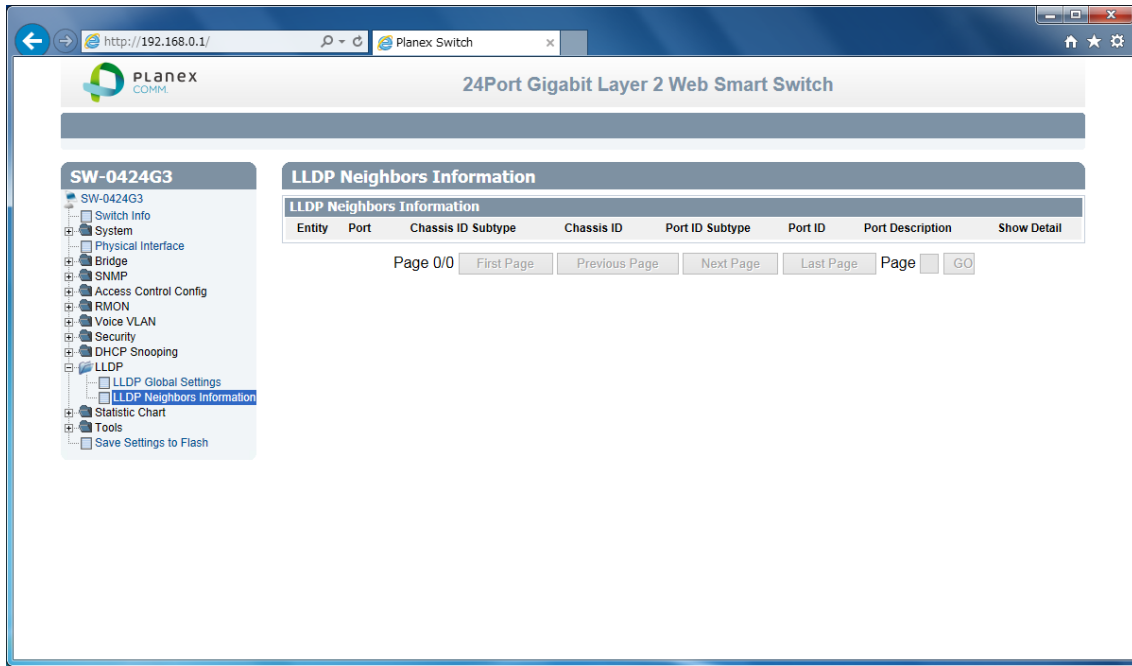 http://192.168.0.1/
Planex Switch
PLANEX
COMM.
24Port Gigabit Layer 2 Web Smart Switch
SW-0424G3
SW-0424G3
Switch Info
System
Physical Interface
Bridge
SNMP
Access Control Config
RMON
Voice VLAN
Security
DHCP Snooping
LLDP
LLDP Global Settings
LLDP Neighbors Information
Statistic Chart
Tools
Save Settings to Flash
LLDP Neighbors Information
LLDP Neighbors Information
Entity Port Chassis ID Subtype Chassis ID Port ID Subtype Port ID Port Description Show Detail
Page 0/0 First Page Previous Page Next Page Last Page Page GO